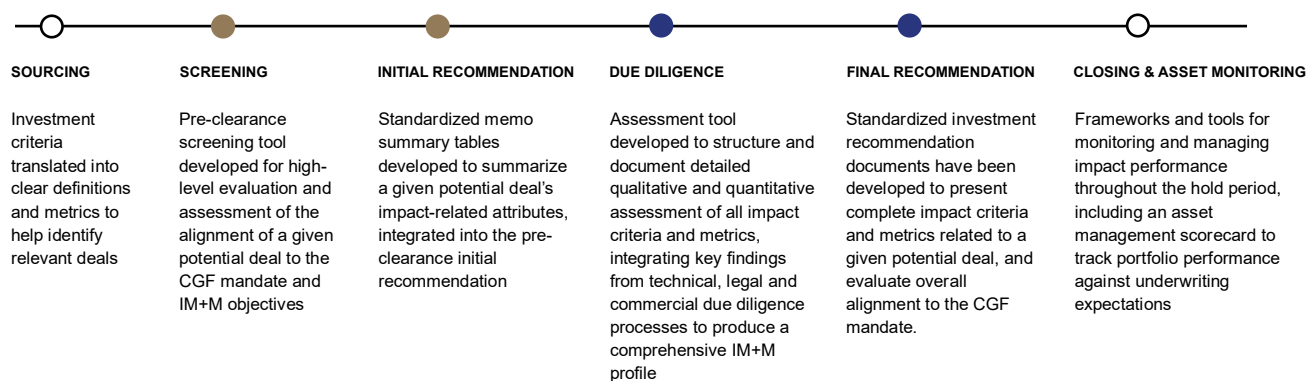 SOURCING
Investment
criteria
translated into
clear definitions
and metrics to
help identify
relevant deals
SCREENING
Pre-clearance
screening tool
developed for high-
level evaluation and
assessment of the
alignment of a given
potential deal to the
CGF mandate and
IM+M objectives
INITIAL RECOMMENDATION
Standardized memo
summary tables
developed to summarize
a given potential deal’s
impact-related attributes,
integrated into the pre-
clearance initial
recommendation
DUE DILIGENCE
Assessment tool
developed to structure and
document detailed
qualitative and quantitative
assessment of all impact
criteria and metrics,
integrating key findings
from technical, legal and
commercial due diligence
processes to produce a
comprehensive IM+M
profile
FINAL RECOMMENDATION
Standardized investment
recommendation
documents have been
developed to present
complete impact criteria
and metrics related to a
given potential deal, and
evaluate overall
alignment to the CGF
mandate.
CLOSING & ASSET MONITORING
Frameworks and tools for
monitoring and managing
impact performance
throughout the hold period,
including an asset
management scorecard to
track portfolio performance
against underwriting
expectations